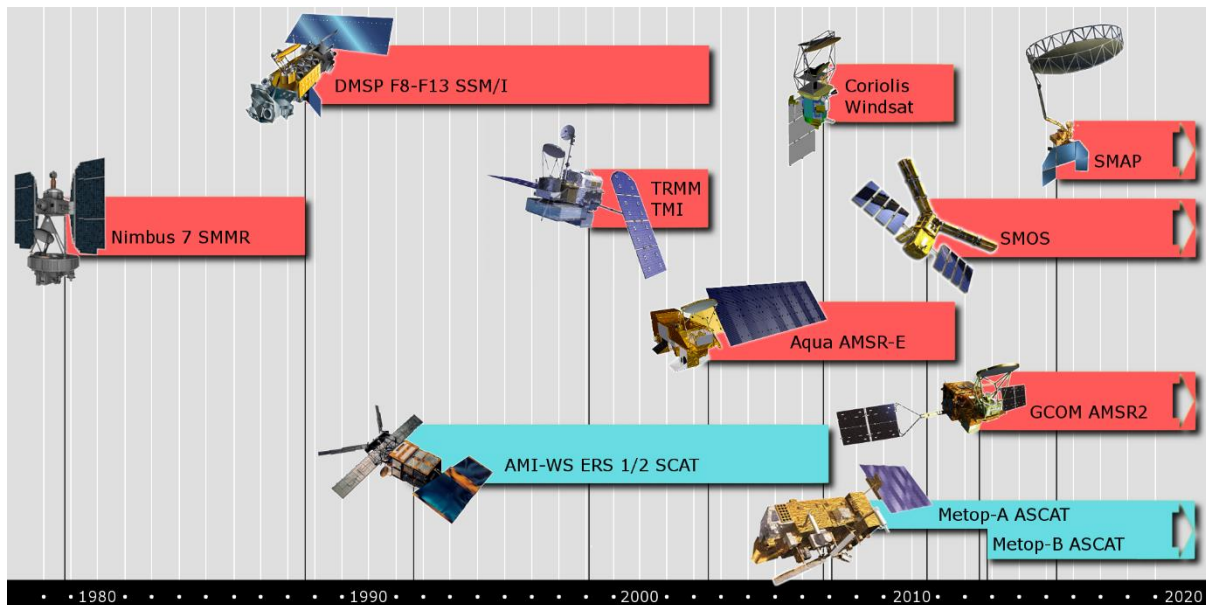 DMSP F8-F13 SSM/I
Coriolis
Windsat
SMAP
TRMM
TMI
Nimbus 7 SMMR
SMOS
Aqua AMSR-E
GCOM AMSR2
AMI-WS ERS 1/2 SCAT
Metop-A ASCAT
Metop-B ASCAT
1980 1990 2000 2010 2020